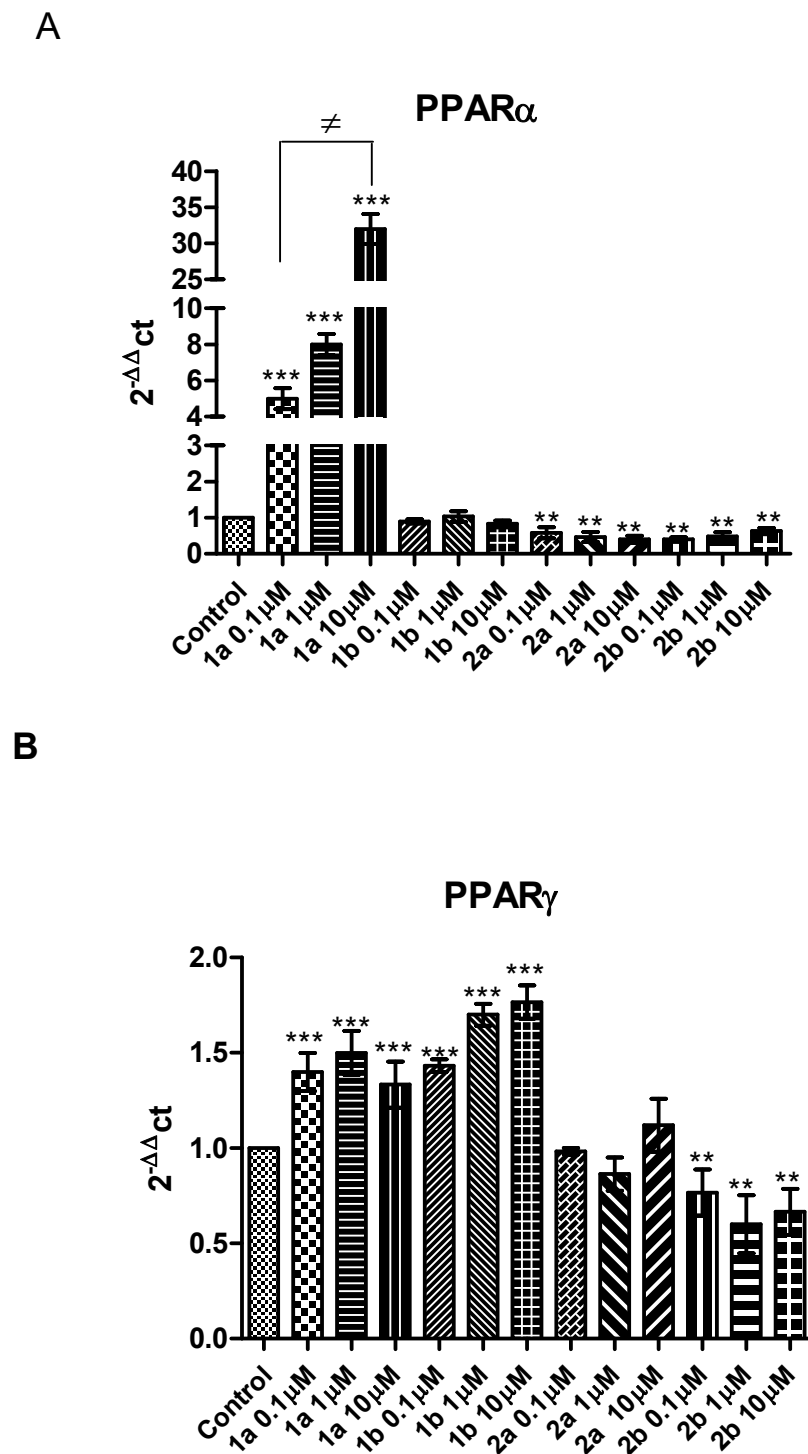 A
PPARα
≠
40
35
30
25
10
8
6
4
3
2
1
0
2-ΔΔct
***
***
***
**
**
**
**
**
**
Control
1a 0.1μM
1a 1μM
1a 10μM
1b 0.1μM
1b 1μM
1b 10μM
2a 0.1μM
2a 1μM
2a 10μM
2b 0.1μM
2b 1μM
2b 10μM
B
PPARγ
2.0
1.5
1.0
0.5
0.0
2-ΔΔct
***
***
***
***
***
***
**
**
**
Control
1a 0.1μM
1a 1μM
1a 10μM
1b 0.1μM
1b 1μM
1b 10μM
2a 0.1μM
2a 1μM
2a 10μM
2b 0.1μM
2b 1μM
2b 10μM